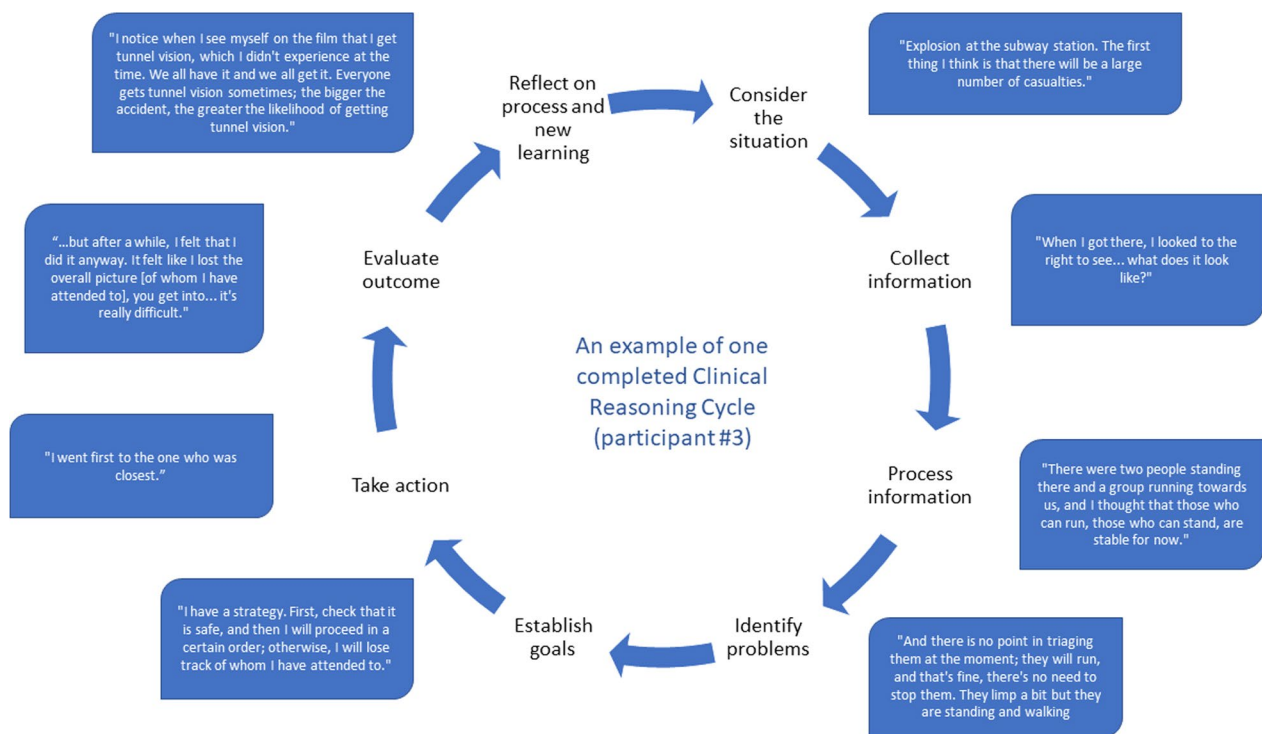 "I notice when I see myself on the film that I get
tunnel vision, which I didn't experience at the
time. We all have it and we all get it. Everyone
gets tunnel vision sometimes; the bigger the
accident, the greater the likelihood of getting
tunnel vision."
Reflect on
process and
new
learning
Consider
the
situation
"Explosion at the subway station. The first
thing I think is that there will be a large
number of casualties."
Collect
information
"When I got there, I looked to the
right to see... what does it look
like?"
Process
information
"There were two people standing
there and a group running towards
us, and I thought that those who
can run, those who can stand, are
stable for now."
Identify
problems
"And there is no point in triaging
them at the moment; they will run,
and that's fine, there's no need to
stop them. They limp a bit but they
are standing and walking
Establish
goals
"I have a strategy. First, check that it
is safe, and then I will proceed in a
certain order; otherwise, I will lose
track of whom I have attended to."
Take action
"I went first to the one who was
closest.”
Evaluate
outcome
“...but after a while, I felt that I
did it anyway. It felt like I lost the
overall picture [of whom I have
attended to], you get into... it's
really difficult."
An example of one
completed Clinical
Reasoning Cycle
(participant #3)